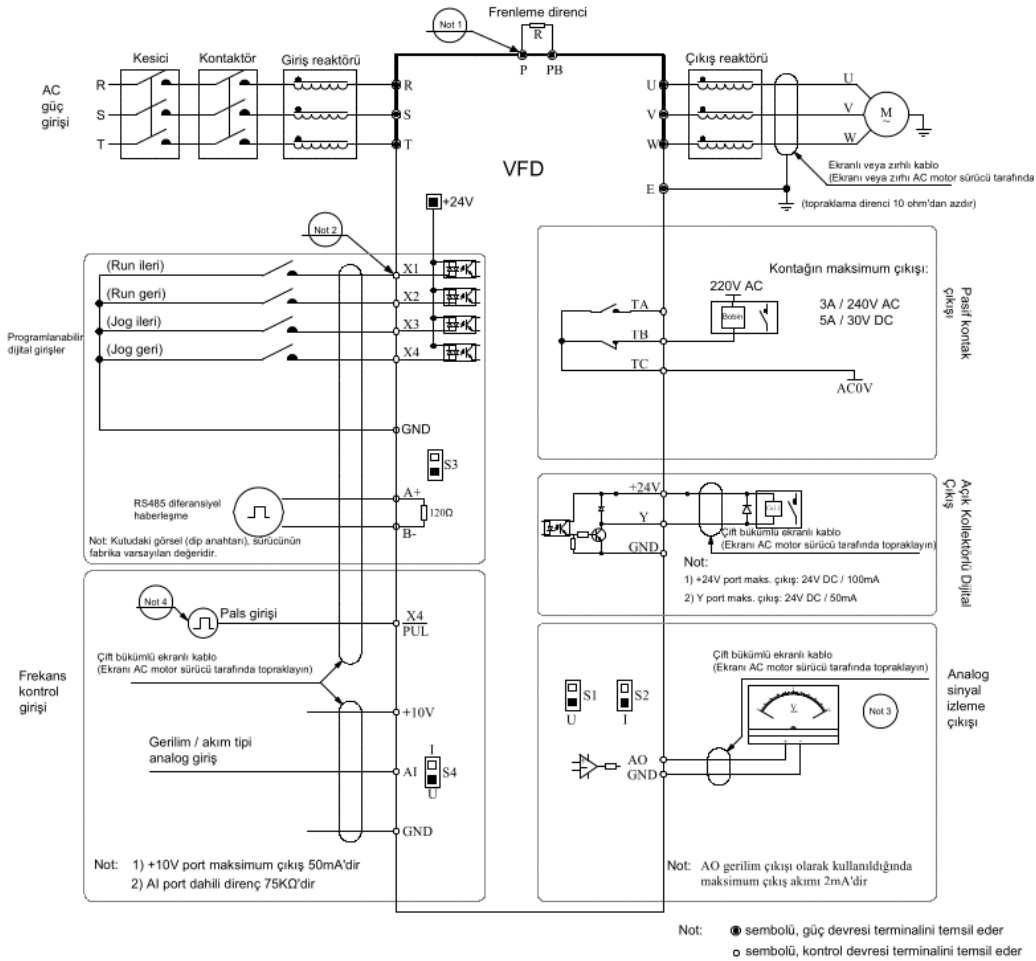 Frenleme direnci
Not 1
R
P
PB
Kesici
Kontaktör
Giriş reaktörü
Çıkış reaktörü
AC
güç
girişi
R
S
T
R
S
T
U
V
W
U
V
W
M
~
VFD
E
Ekranlı veya zırhlı kablo
(Ekranı veya zırhı AC motor sürücü tarafında
(topraklama direnci 10 ohm'dan azdır)
+24V
Not 2
(Run ileri)
(Run geri)
(Jog ileri)
(Jog geri)
X1
X2
X3
X4
Programlanabilir
dijital girişler
GND
S3
RS485 diferansiyel
haberleşme
A+
120Ω
B-
Not: Kutudaki görsel (dip anahtarı), sürücünün
fabrika varsayılan değeridir.
Kontağın maksimum çıkışı:
220V AC
3A / 240V AC
5A / 30V DC
Bobin
TA
TB
TC
AC0V
Pasif kontak
çıkışı
+24V
Y
GND
Çift bükümlü ekranlı kablo
(Ekranı AC motor sürücü tarafında topraklayın)
Not:
1) +24V port maks. çıkış: 24V DC / 100mA
2) Y port maks. çıkış: 24V DC / 50mA
Açık Kollektörlü Dijital
Çıkış
Not 4
Pals girişi
X4
PUL
Çift bükümlü ekranlı kablo
(Ekranı AC motor sürücü tarafında topraklayın)
Frekans
kontrol
girişi
+10V
Gerilim / akım tipi
analog giriş
AI
I
S4
U
GND
Not: 1) +10V port maksimum çıkış 50mA'dir
2) AI port dahili direnç 75KΩ'dir
Çift bükümlü ekranlı kablo
(Ekranı AC motor sürücü tarafında topraklayın)
S1
U
S2
I
V
- -
Not 3
Analog
sinyal
izleme
çıkışı
AO
GND
Not: AO gerilim çıkışı olarak kullanıldığında
maksimum çıkış akımı 2mA'dir
Not: sembolü, güç devresi terminalini temsil eder
sembolü, kontrol devresi terminalini temsil eder